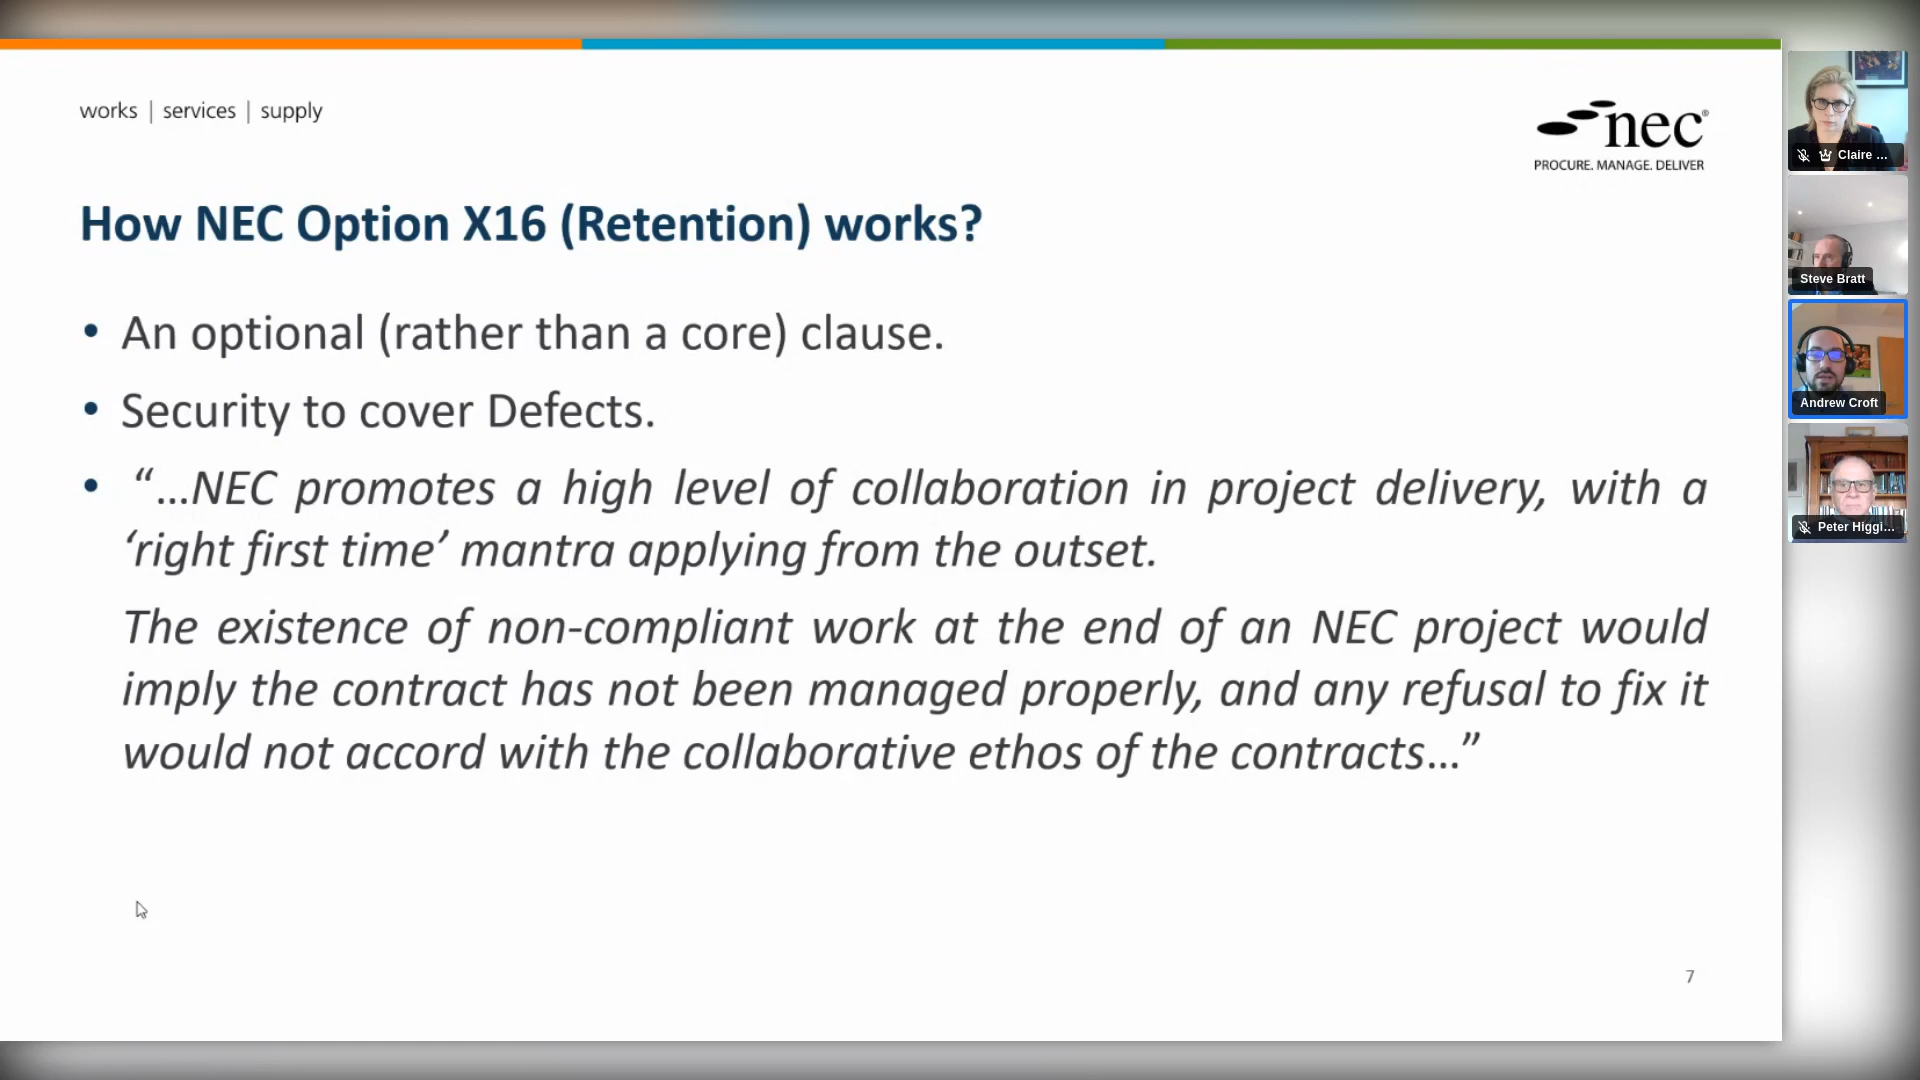 works | services | supply
nec®
PROCURE. MANAGE. DELIVER
How NEC Option X16 (Retention) works?
• An optional (rather than a core) clause.
• Security to cover Defects.
• “…NEC promotes a high level of collaboration in project delivery, with a
‘right first time’ mantra applying from the outset.
The existence of non-compliant work at the end of an NEC project would
imply the contract has not been managed properly, and any refusal to fix it
would not accord with the collaborative ethos of the contracts…”
7
Claire ...
Steve Bratt
Andrew Croft
Peter Higgi...